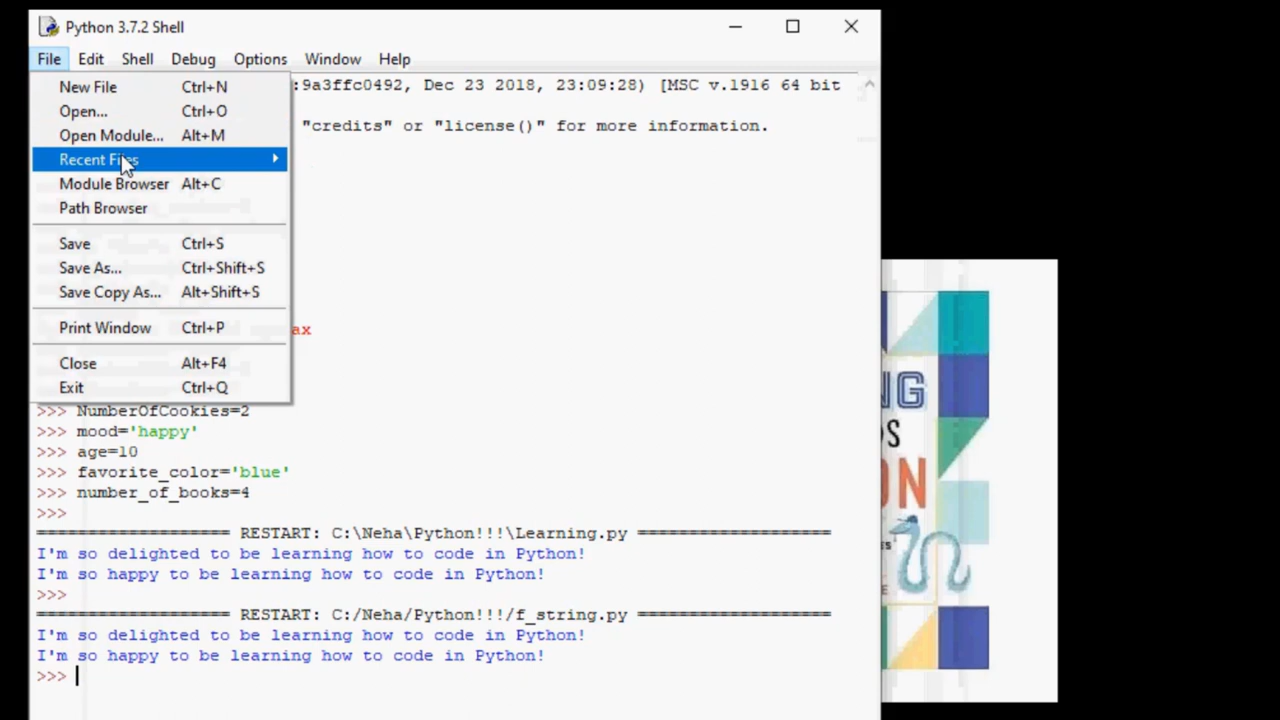 Python 3.7.2 Shell
File Edit Shell Debug Options Window Help
New File Ctrl+N
:9a3ffc0492, Dec 23 2018, 23:09:28) [MSC v.1916 64 bit
Open... Ctrl+O
"credits" or "license()" for more information.
Open Module... Alt+M
Recent Files
Module Browser Alt+C
Path Browser
Save Ctrl+S
Save As... Ctrl+Shift+S
Save Copy As... Alt+Shift+S
Print Window Ctrl+P
ax
Close Alt+F4
Exit Ctrl+Q
>>> NumberOfCookies=2
>>> mood='happy'
>>> age=10
>>> favorite_color='blue'
>>> number_of_books=4
>>>
=================== RESTART: C:\Neha\Python!!!\Learning.py ===================
I'm so delighted to be learning how to code in Python!
I'm so happy to be learning how to code in Python!
>>>
=================== RESTART: C:/Neha/Python!!!/f_string.py ===================
I'm so delighted to be learning how to code in Python!
I'm so happy to be learning how to code in Python!
>>>
NG
DS
ON